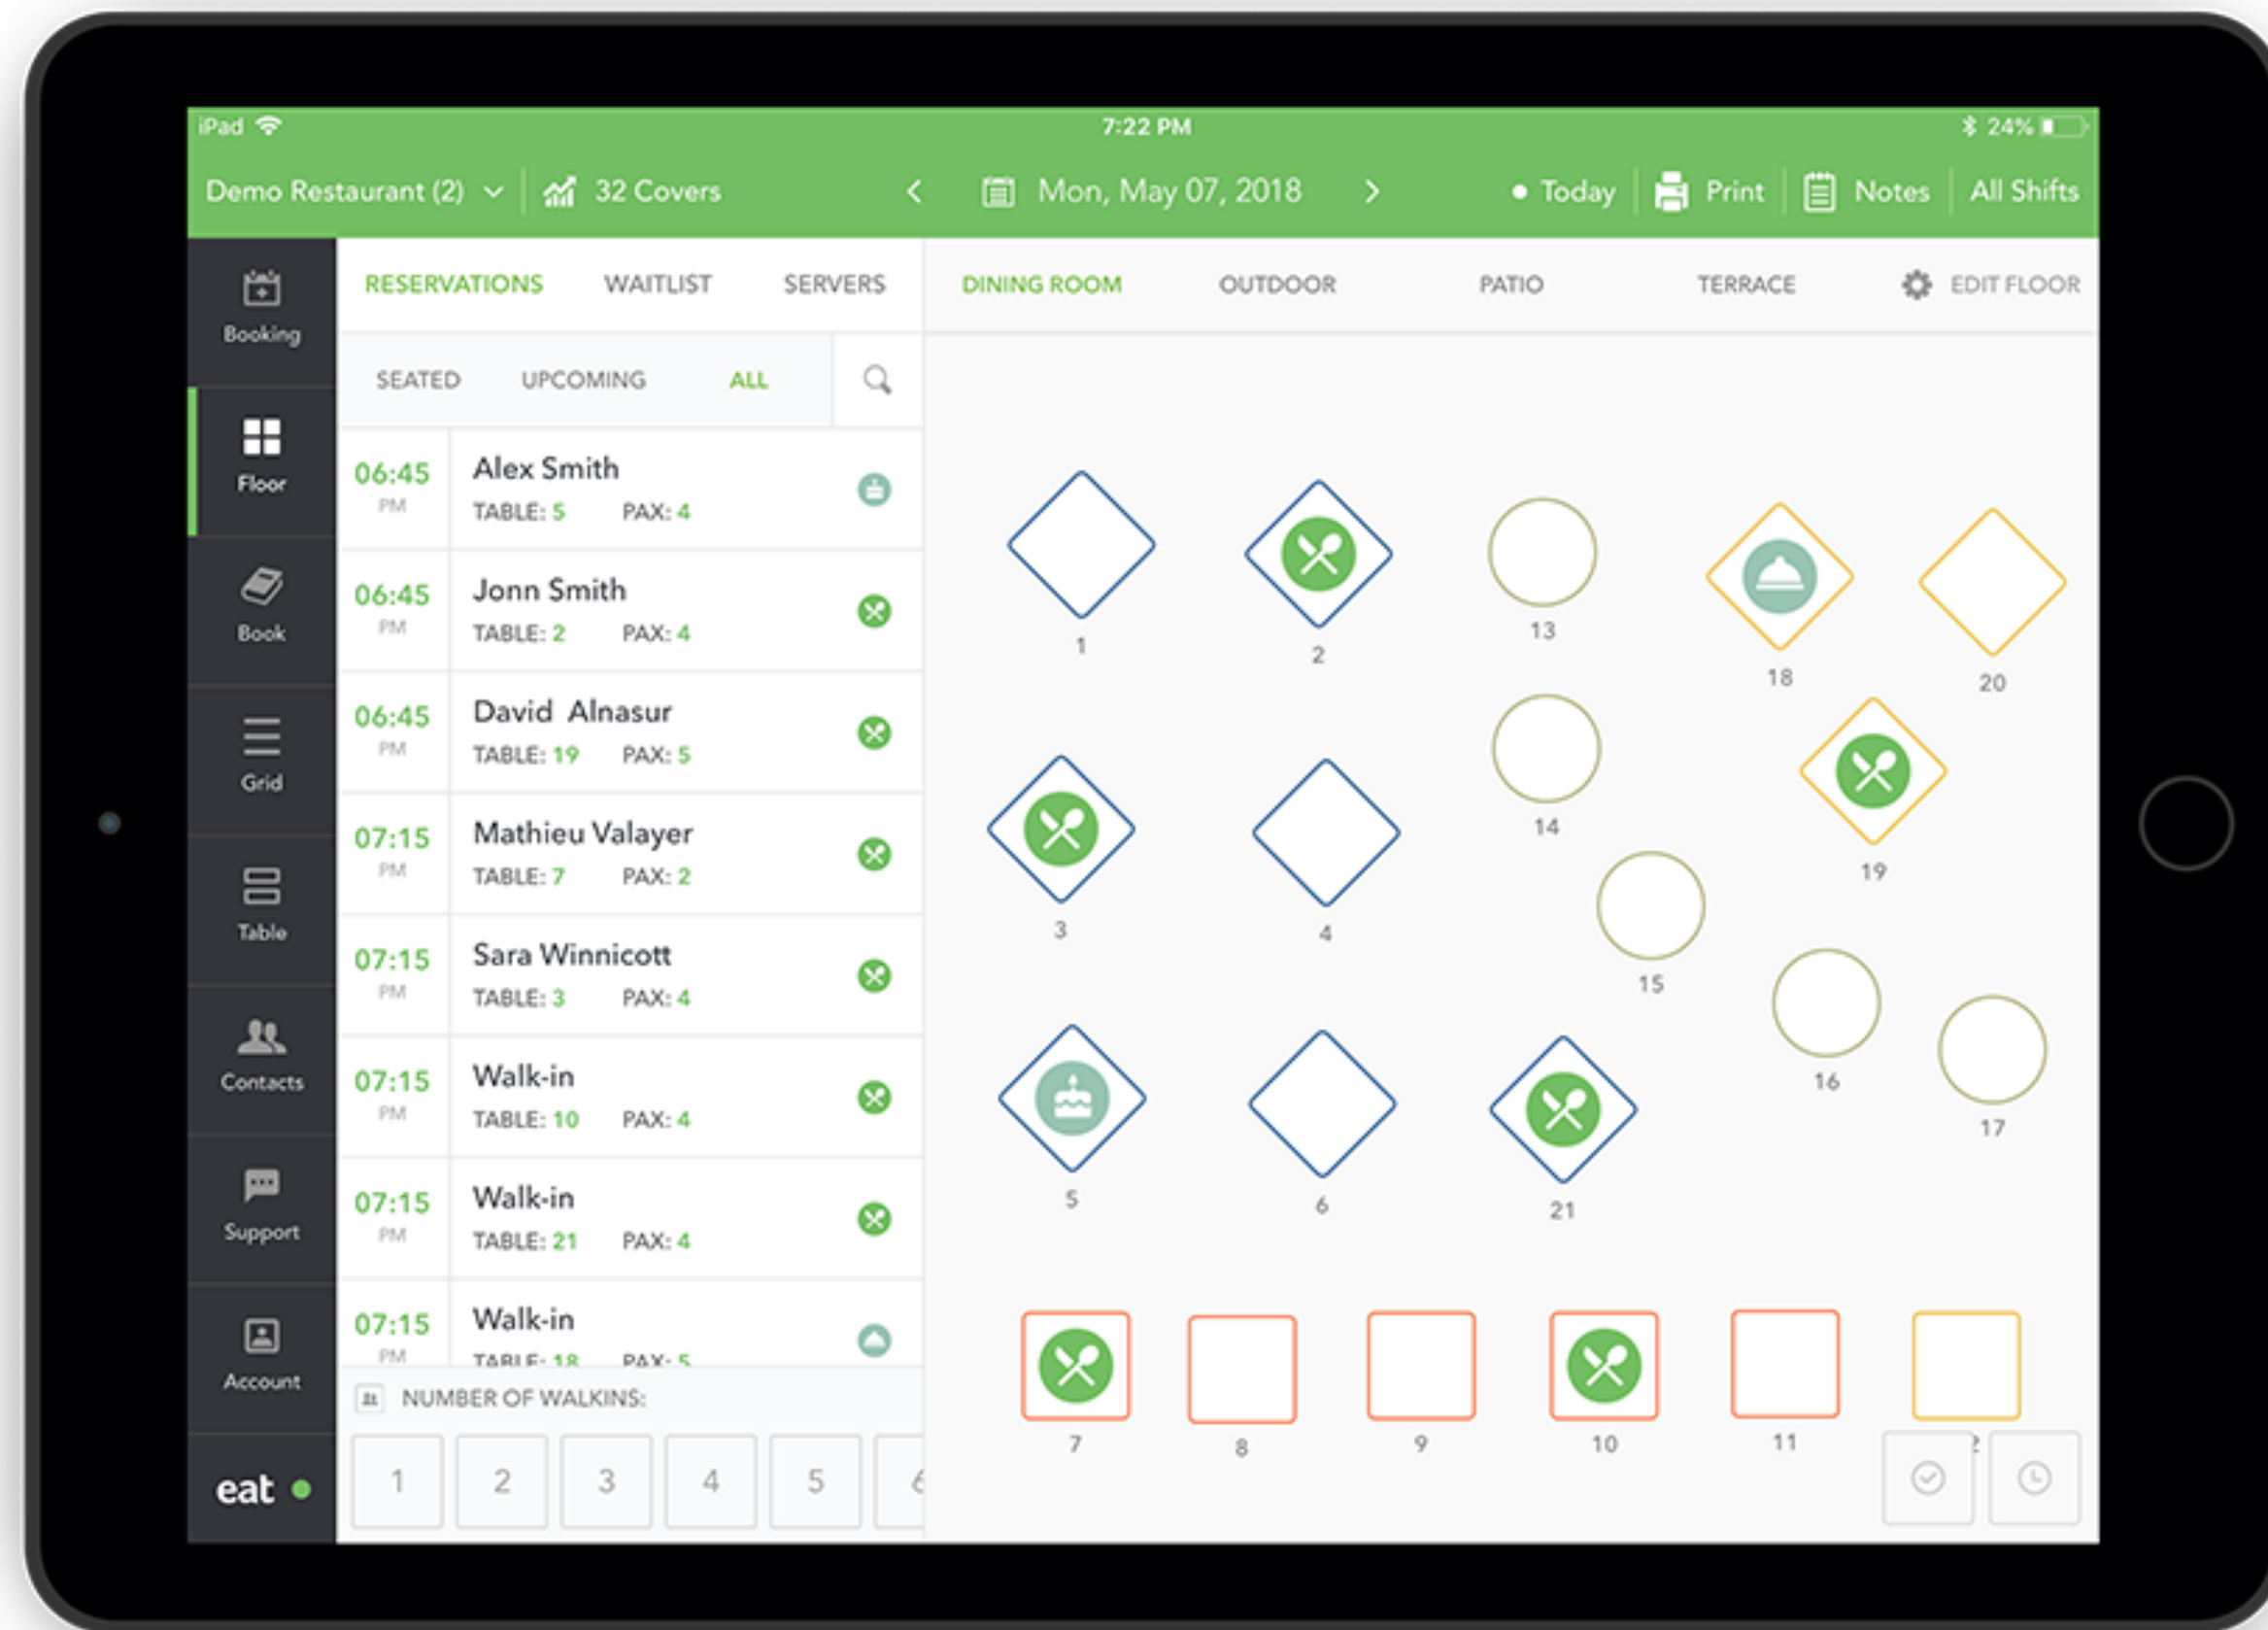 iPad 7:22 PM 24%
Demo Restaurant (2) 32 Covers Mon, May 07, 2018 Today Print Notes All Shifts
Booking
Floor
Book
Grid
Table
Contacts
Support
Account
eat
RESERVATIONS WAITLIST SERVERS
SEATED UPCOMING ALL
06:45 PM Alex Smith
TABLE: 5 PAX: 4
06:45 PM Jonn Smith
TABLE: 2 PAX: 4
06:45 PM David Alnasur
TABLE: 19 PAX: 5
07:15 PM Mathieu Valayer
TABLE: 7 PAX: 2
07:15 PM Sara Winnicott
TABLE: 3 PAX: 4
07:15 PM Walk-in
TABLE: 10 PAX: 4
07:15 PM Walk-in
TABLE: 21 PAX: 4
07:15 PM Walk-in
TABLE: 18 PAX: 5
NUMBER OF WALKINS:
1 2 3 4 5 6
DINING ROOM OUTDOOR PATIO TERRACE EDIT FLOOR
1 2 13 18 20
3 4 14 19
15
16
17
5 6 21
7 8 9 10 11